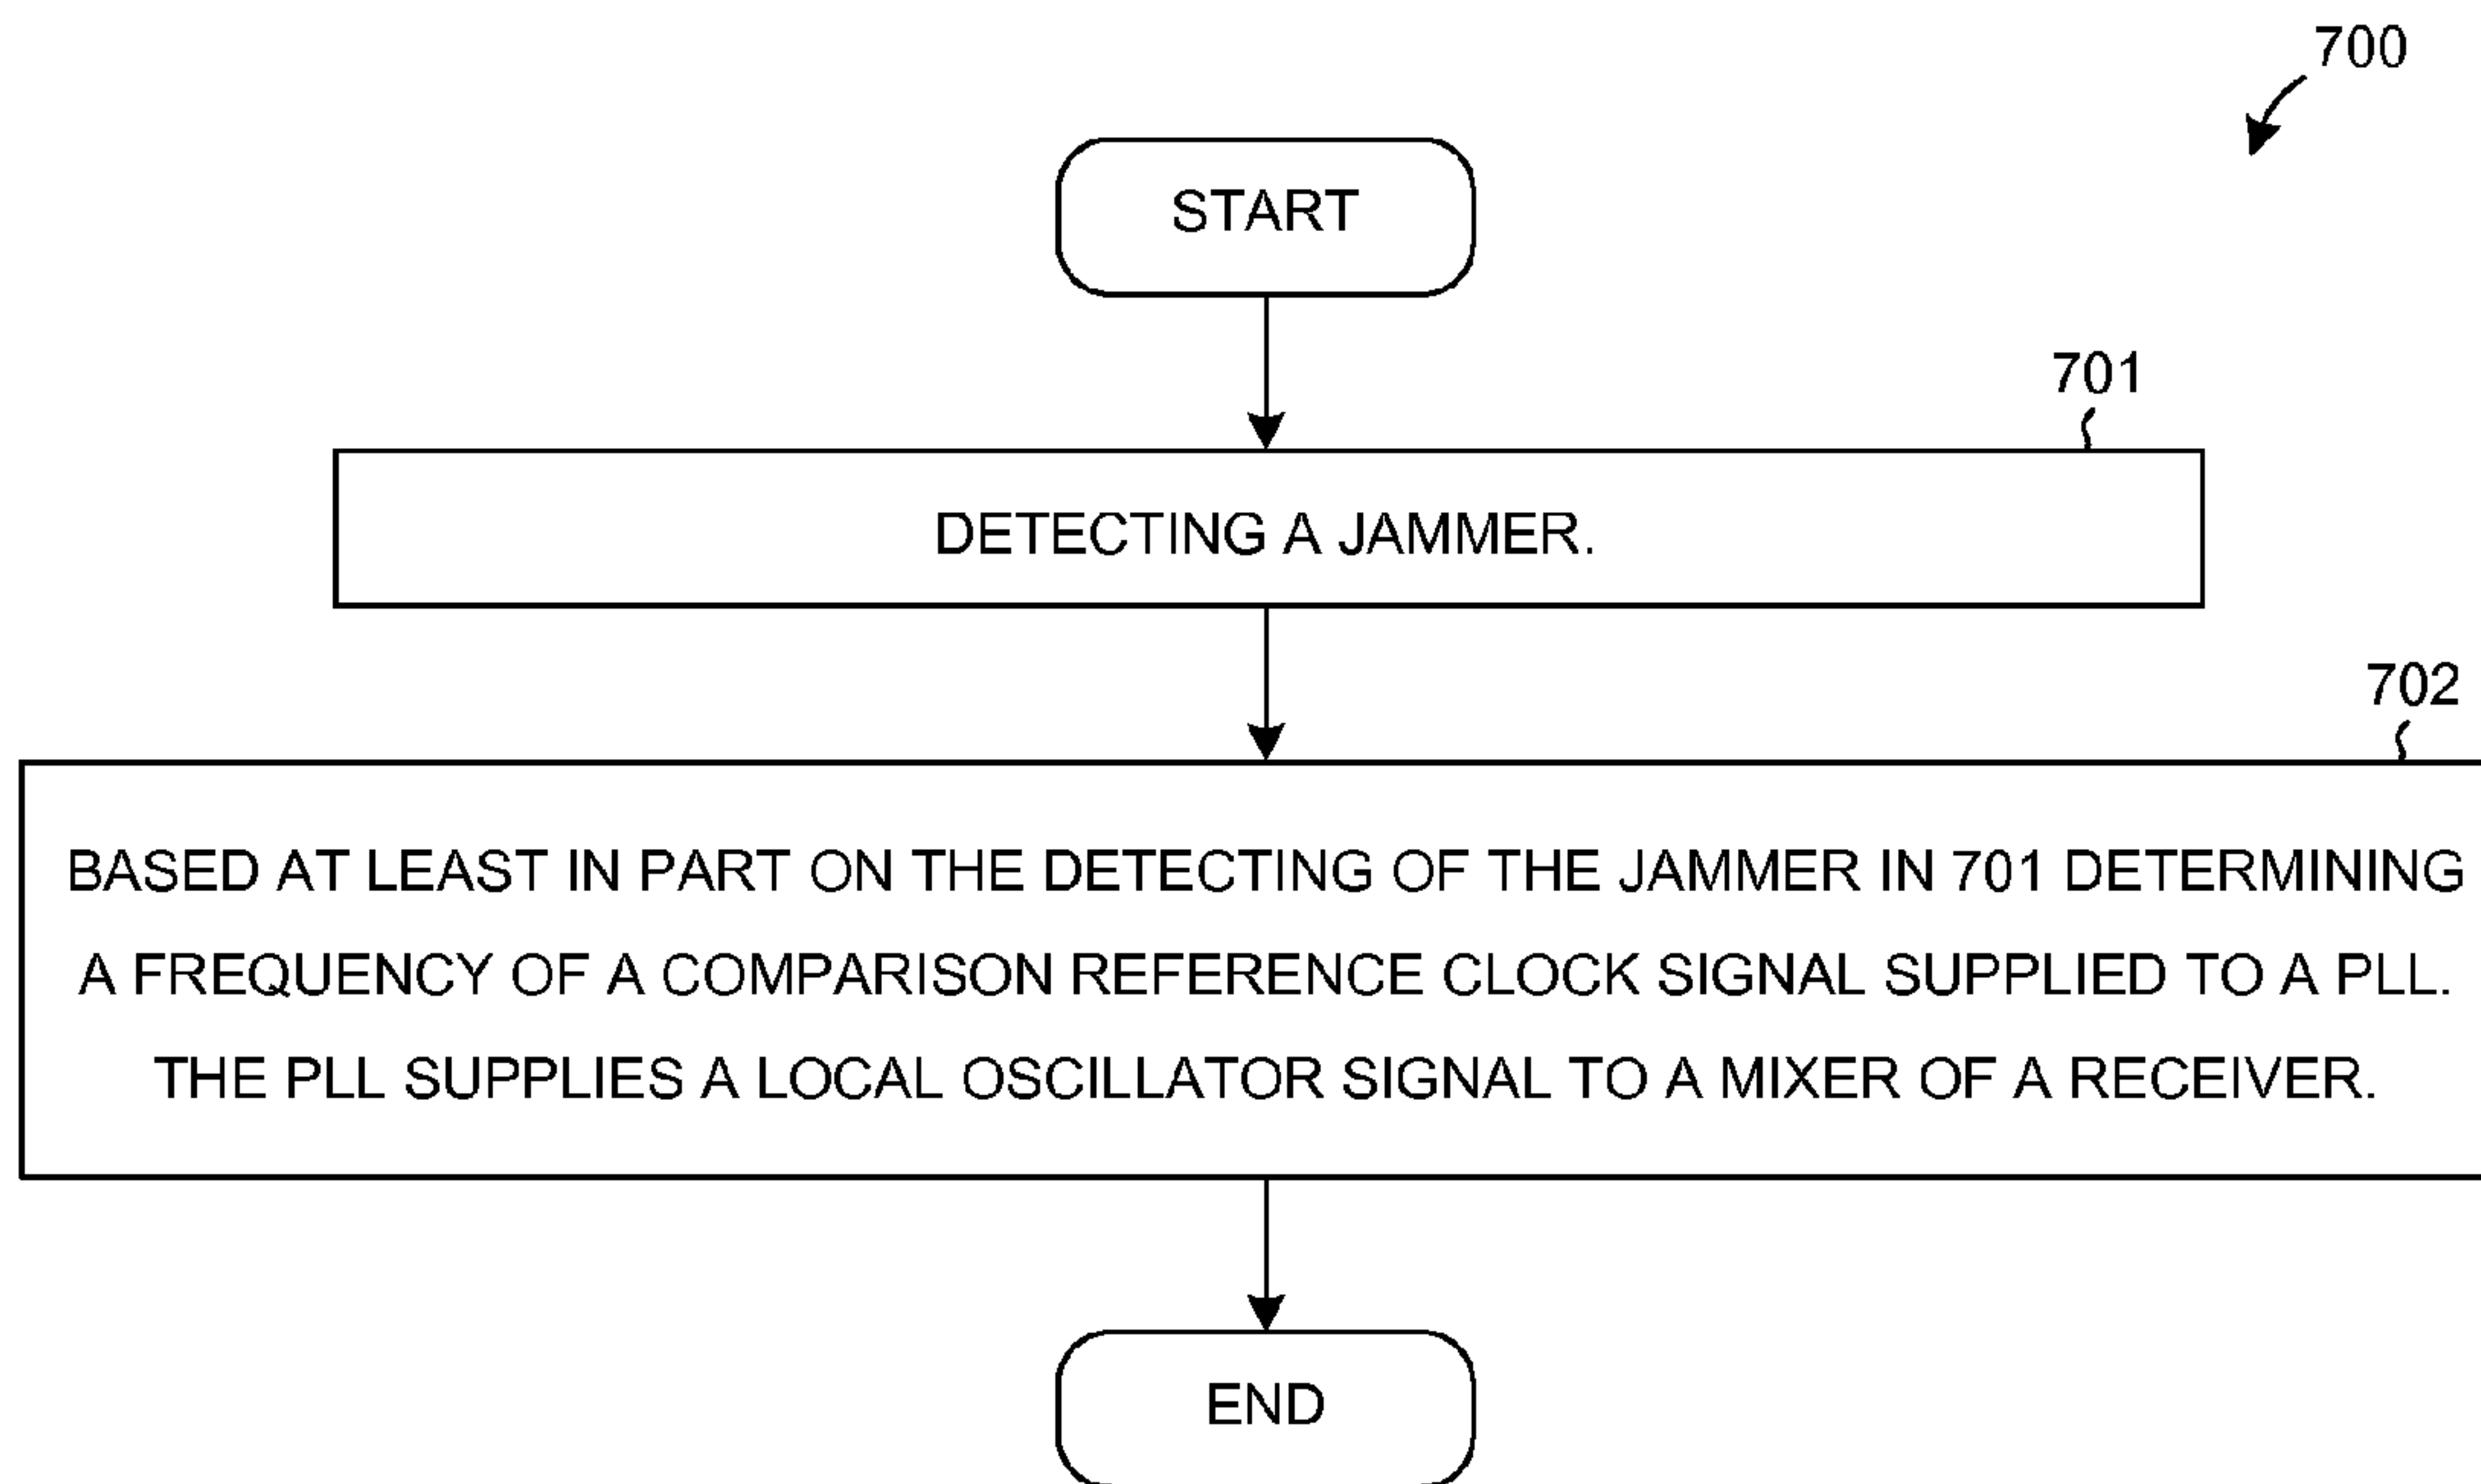 700
START
701
DETECTING A JAMMER.
702
BASED AT LEAST IN PART ON THE DETECTING OF THE JAMMER IN 701 DETERMINING
A FREQUENCY OF A COMPARISON REFERENCE CLOCK SIGNAL SUPPLIED TO A PLL.
THE PLL SUPPLIES A LOCAL OSCILLATOR SIGNAL TO A MIXER OF A RECEIVER.
END